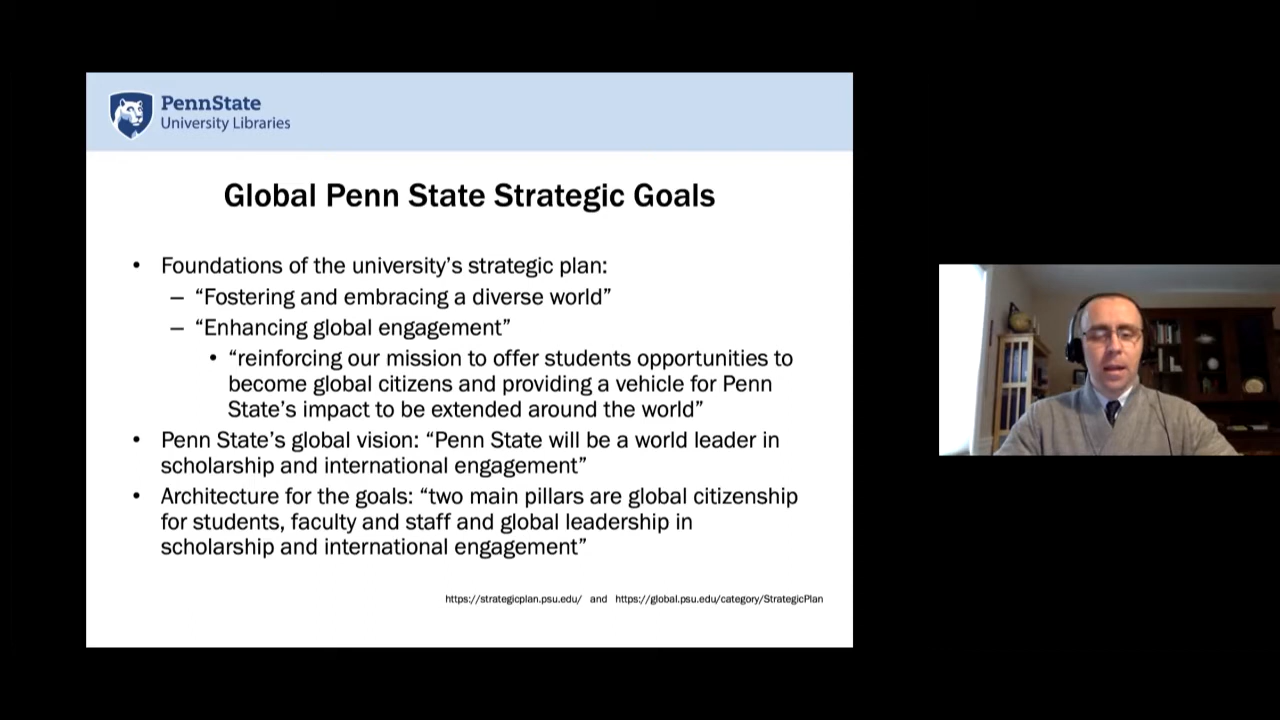 PennState
University Libraries
Global Penn State Strategic Goals
• Foundations of the university’s strategic plan:
– “Fostering and embracing a diverse world”
– “Enhancing global engagement”
• “reinforcing our mission to offer students opportunities to
become global citizens and providing a vehicle for Penn
State’s impact to be extended around the world”
• Penn State’s global vision: “Penn State will be a world leader in
scholarship and international engagement”
• Architecture for the goals: “two main pillars are global citizenship
for students, faculty and staff and global leadership in
scholarship and international engagement”
https://strategicplan.psu.edu/ and https://global.psu.edu/category/StrategicPlan